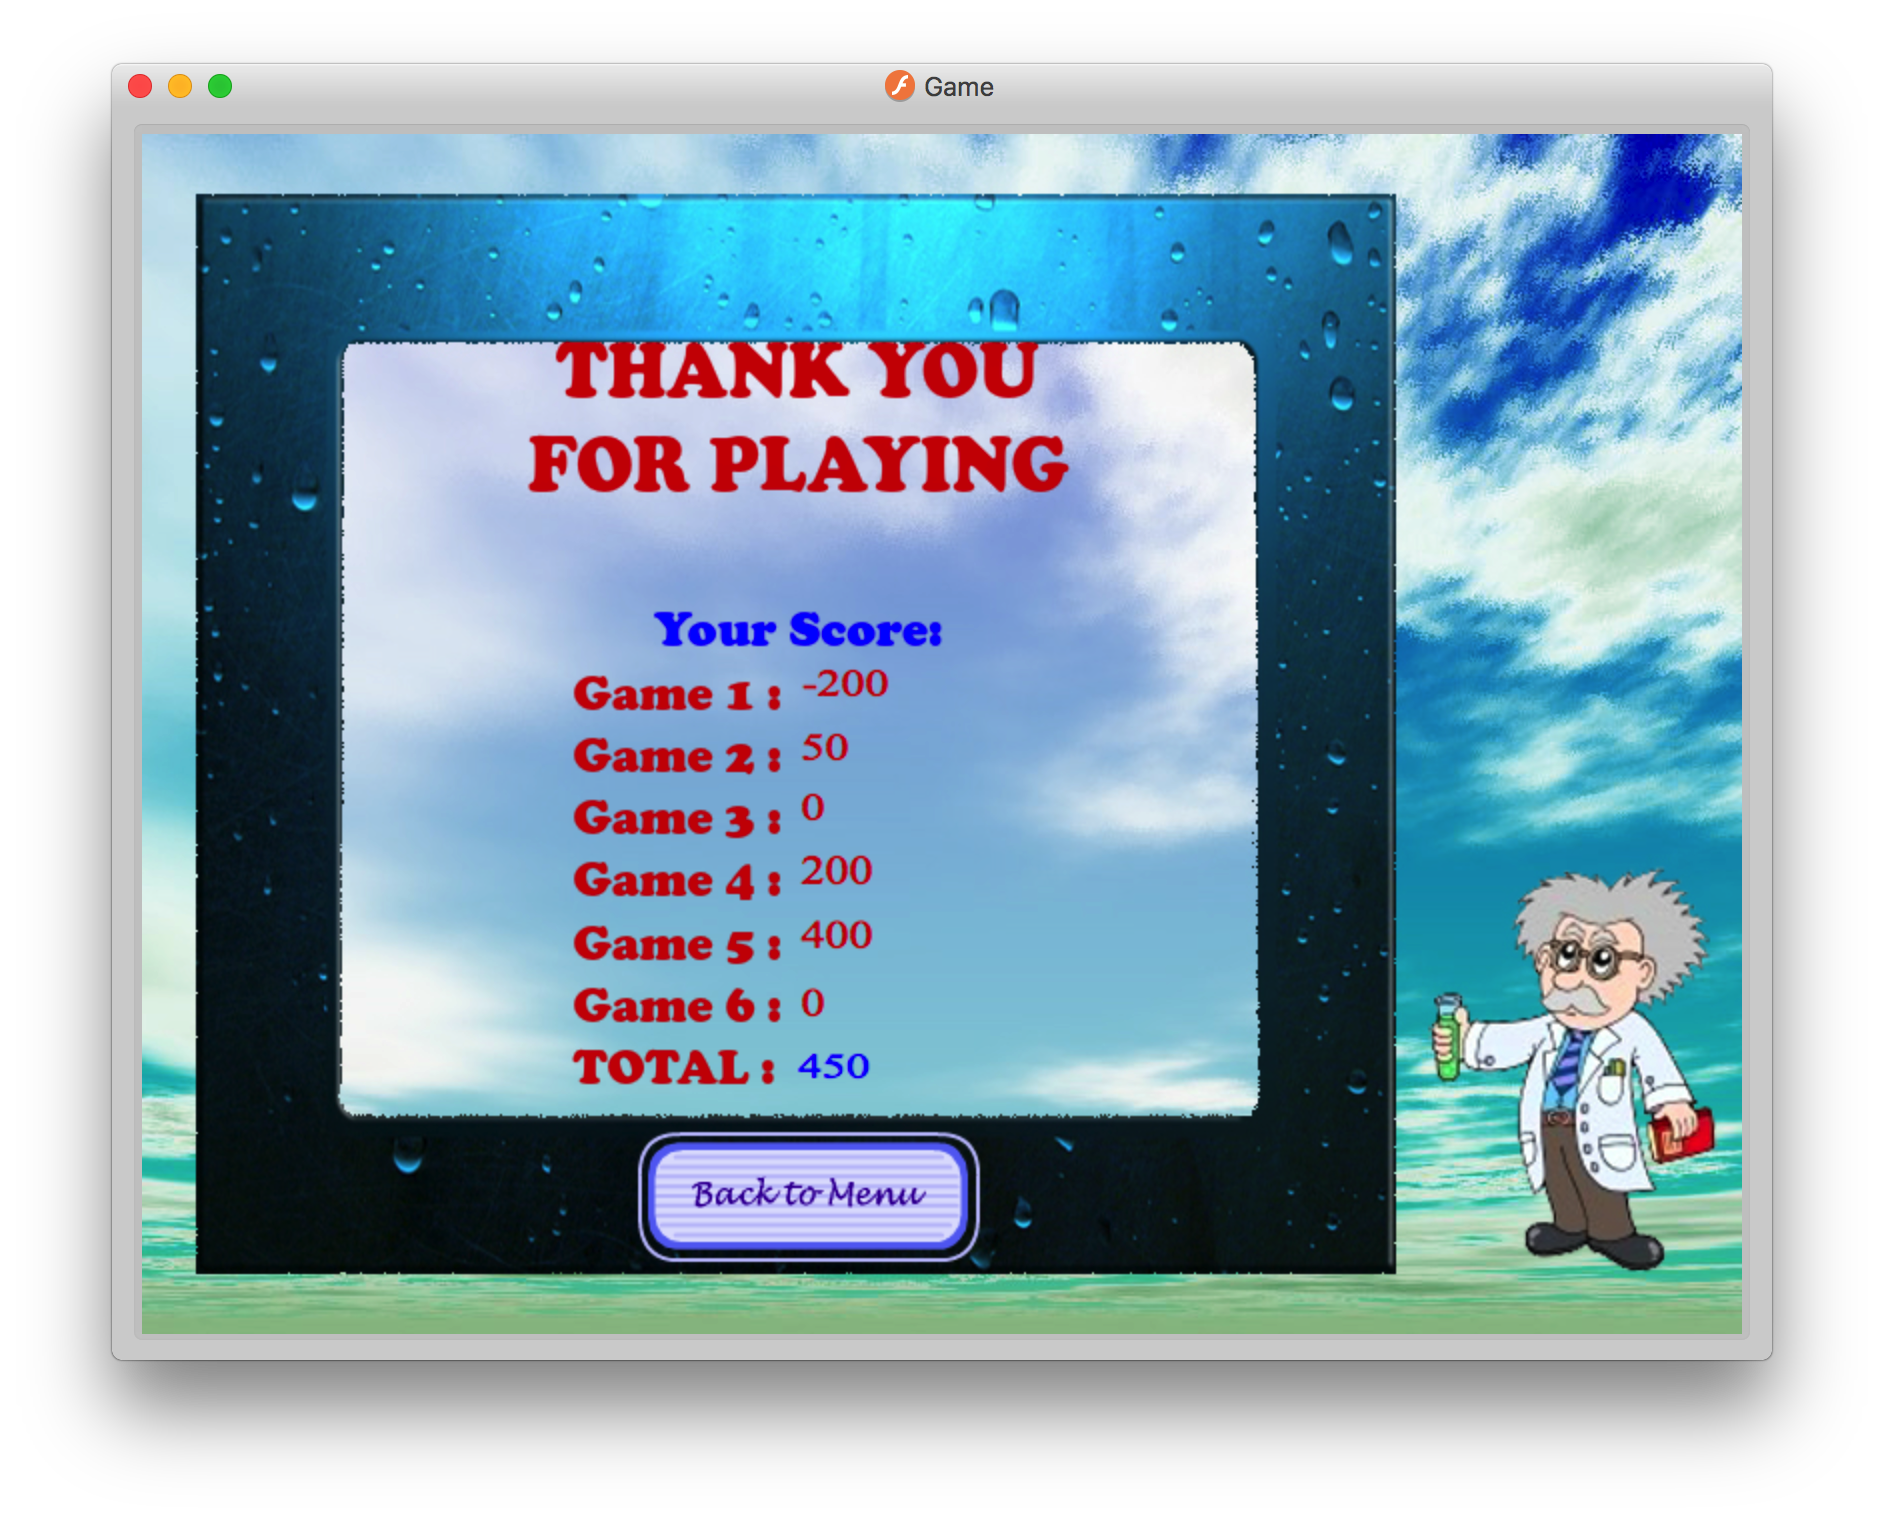 Game
THANK YOU
FOR PLAYING
Your Score:
Game 1 : -200
Game 2 : 50
Game 3 : 0
Game 4 : 200
Game 5 : 400
Game 6 : 0
TOTAL : 450
Back to Menu